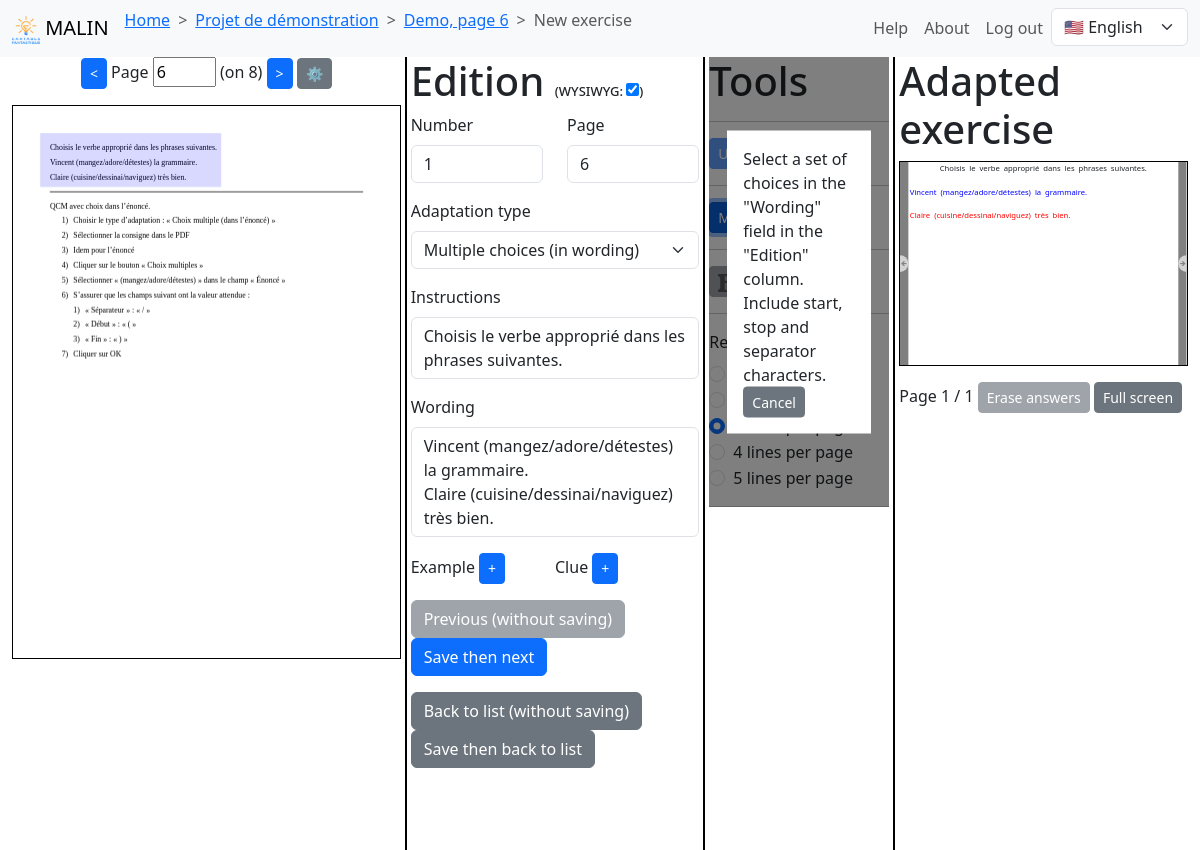 MALIN
Home > Projet de démonstration > Demo, page 6 > New exercise
Help About Log out 🇺🇸 English
< Page 6 (on 8) > ⚙️
Choisis le verbe approprié dans les phrases suivantes.
Vincent (mangez/adore/détestes) la grammaire.
Claire (cuisine/dessinai/naviguez) très bien.
QCM avec choix dans l’énoncé.
1) Choisir le type d’adaptation : « Choix multiple (dans l’énoncé) »
2) Sélectionner la consigne dans le PDF
3) Idem pour l’énoncé
4) Cliquer sur le bouton « Choix multiples »
5) Sélectionner « (mangez/adore/détestes) » dans le champ « Énoncé »
6) S’assurer que les champs suivant ont la valeur attendue :
1) « Séparateur » : « / »
2) « Début » : « ( »
3) « Fin » : « ) »
7) Cliquer sur OK
Edition (WYSIWYG: )
Number Page
1 6
Adaptation type
Multiple choices (in wording)
Instructions
Choisis le verbe approprié dans les
phrases suivantes.
Wording
Vincent (mangez/adore/détestes)
la grammaire.
Claire (cuisine/dessinai/naviguez)
très bien.
Example + Clue +
Previous (without saving)
Save then next
Back to list (without saving)
Save then back to list
Tools
Select a set of
choices in the
"Wording"
field in the
"Edition"
column.
Include start,
stop and
separator
characters.
Cancel
4 lines per page
5 lines per page
Adapted
exercise
Choisis le verbe approprié dans les phrases suivantes.
Vincent (mangez/adore/détestes) la grammaire.
Claire (cuisine/dessinai/naviguez) très bien.
Page 1 / 1 Erase answers Full screen